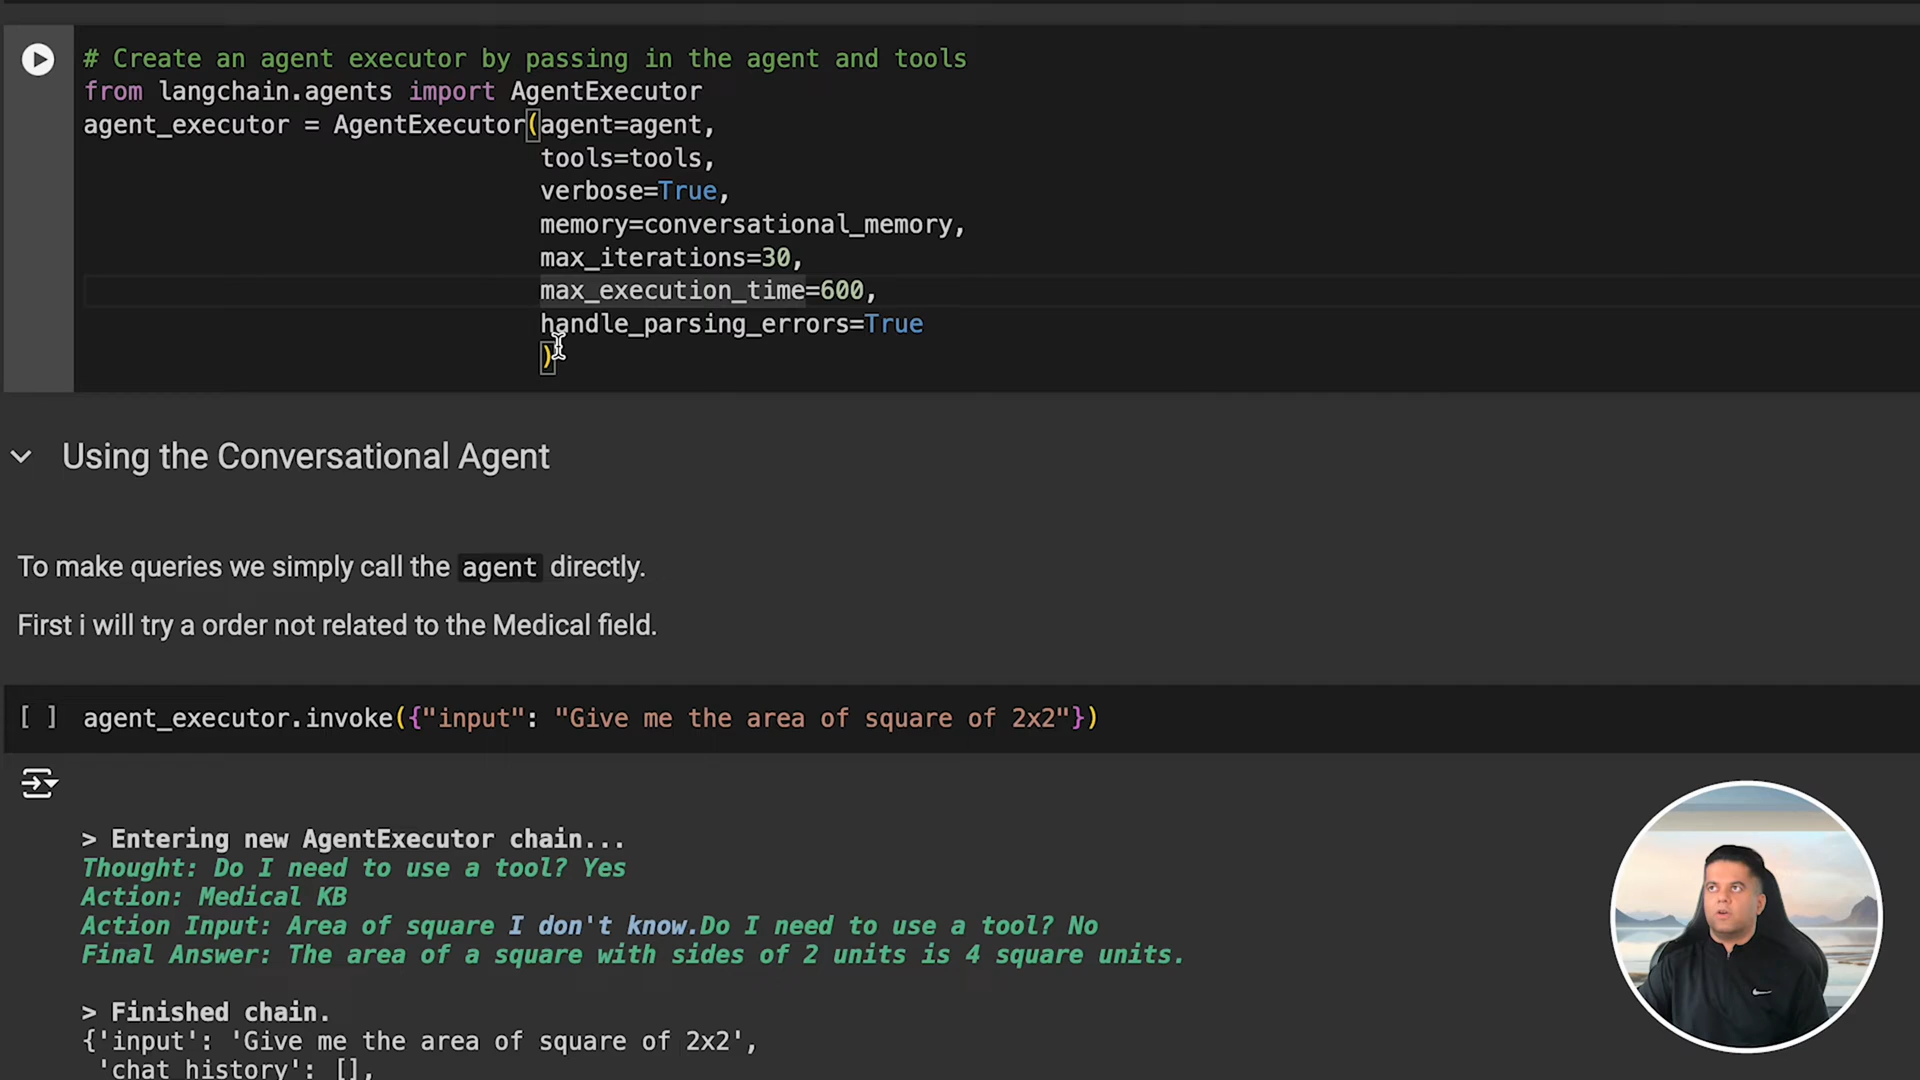 # Create an agent executor by passing in the agent and tools
from langchain.agents import AgentExecutor
agent_executor = AgentExecutor(agent=agent,
tools=tools,
verbose=True,
memory=conversational_memory,
max_iterations=30,
max_execution_time=600,
handle_parsing_errors=True
)
Using the Conversational Agent
To make queries we simply call the agent directly.
First i will try a order not related to the Medical field.
[ ] agent_executor.invoke({"input": "Give me the area of square of 2x2"})
> Entering new AgentExecutor chain...
Thought: Do I need to use a tool? Yes
Action: Medical KB
Action Input: Area of square I don't know.Do I need to use a tool? No
Final Answer: The area of a square with sides of 2 units is 4 square units.
> Finished chain.
{'input': 'Give me the area of square of 2x2',
'chat_history': [],